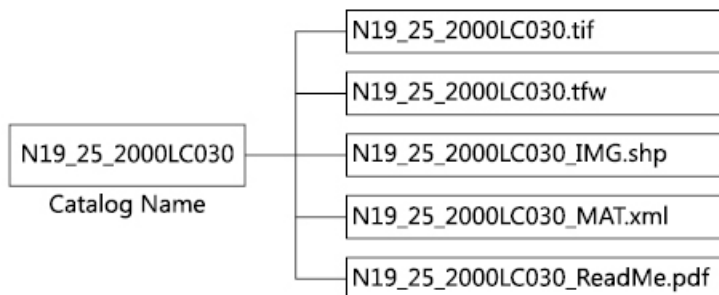 N19_25_2000LC030.tif
N19_25_2000LC030.tfw
N19_25_2000LC030
N19_25_2000LC030_IMG.shp
Catalog Name
N19_25_2000LC030_MAT.xml
N19_25_2000LC030_ReadMe.pdf